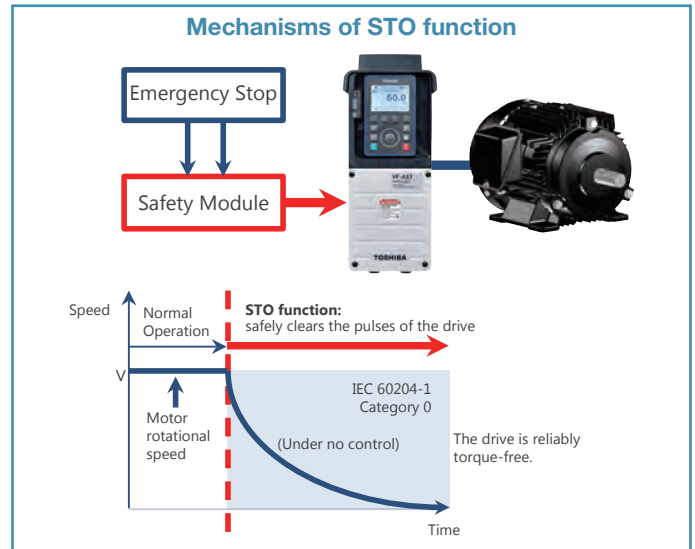 Mechanisms of STO function
Emergency Stop
Safety Module
60.0
VF-AS3
TOSHIBA
Speed
Normal
Operation
STO function:
safely clears the pulses of the drive
V
Motor
rotational
speed
IEC 60204-1
Category 0
(Under no control)
The drive is reliably
torque-free.
Time